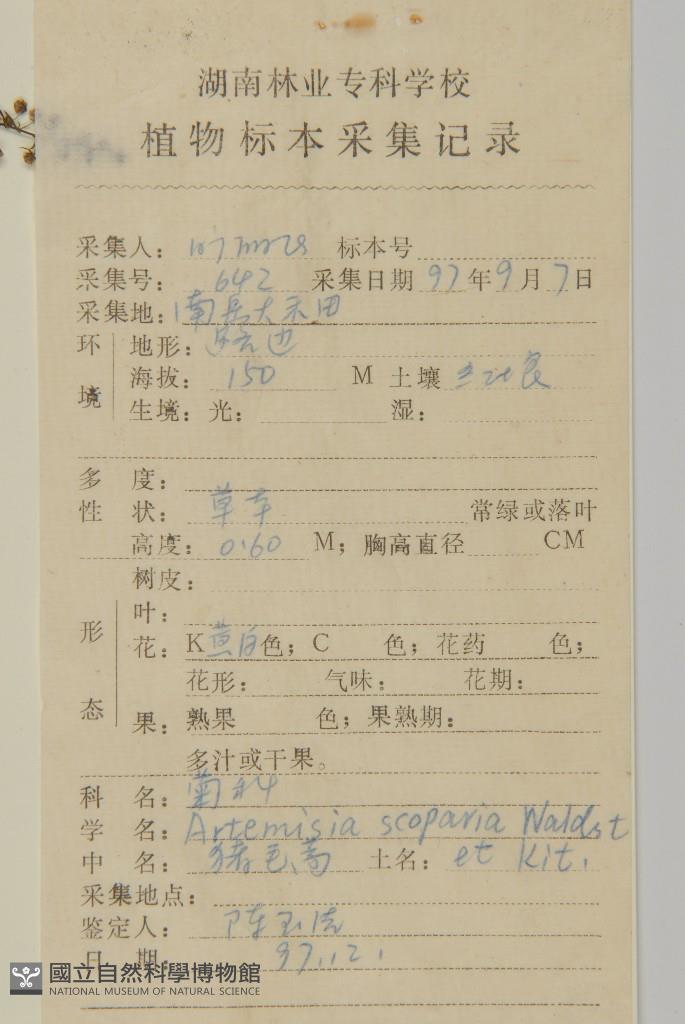 湖南林业专科学校
植物标本采集记录
采集人： 标本号
采集号：642 采集日期 97年9月7日
采集地：南岳大禾田
环境 地形：路边
海拔：150 M 土壤
生境：光： 湿：
多度：
性状：草本 常绿或落叶
高度：0.60 M；胸高直径 CM
树皮：
形态 叶：
花：K黄白色；C 色；花药 色；
花形： 气味： 花期：
果：熟果 色；果熟期：
多汁或干果。
科名：菊科
学名：Artemisia scoparia Waldst
中名：猪毛蒿 土名：et Kit.
采集地点：
鉴定人：
日期：97.12.
國立自然科學博物館
NATIONAL MUSEUM OF NATURAL SCIENCE